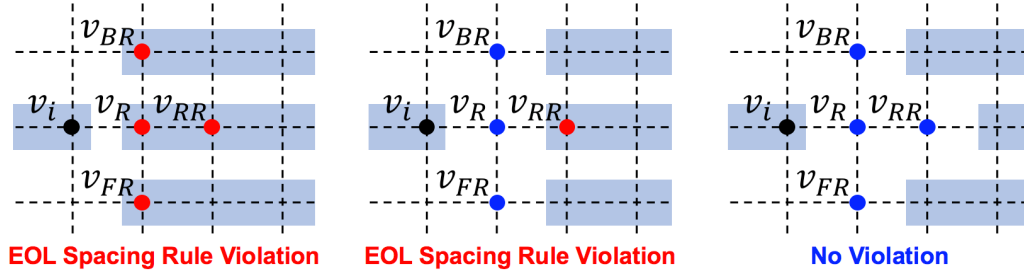 v_BR v_BR v_BR
v_i v_R v_RR v_i v_R v_RR v_i v_R v_RR
v_FR v_FR v_FR
EOL Spacing Rule Violation EOL Spacing Rule Violation No Violation